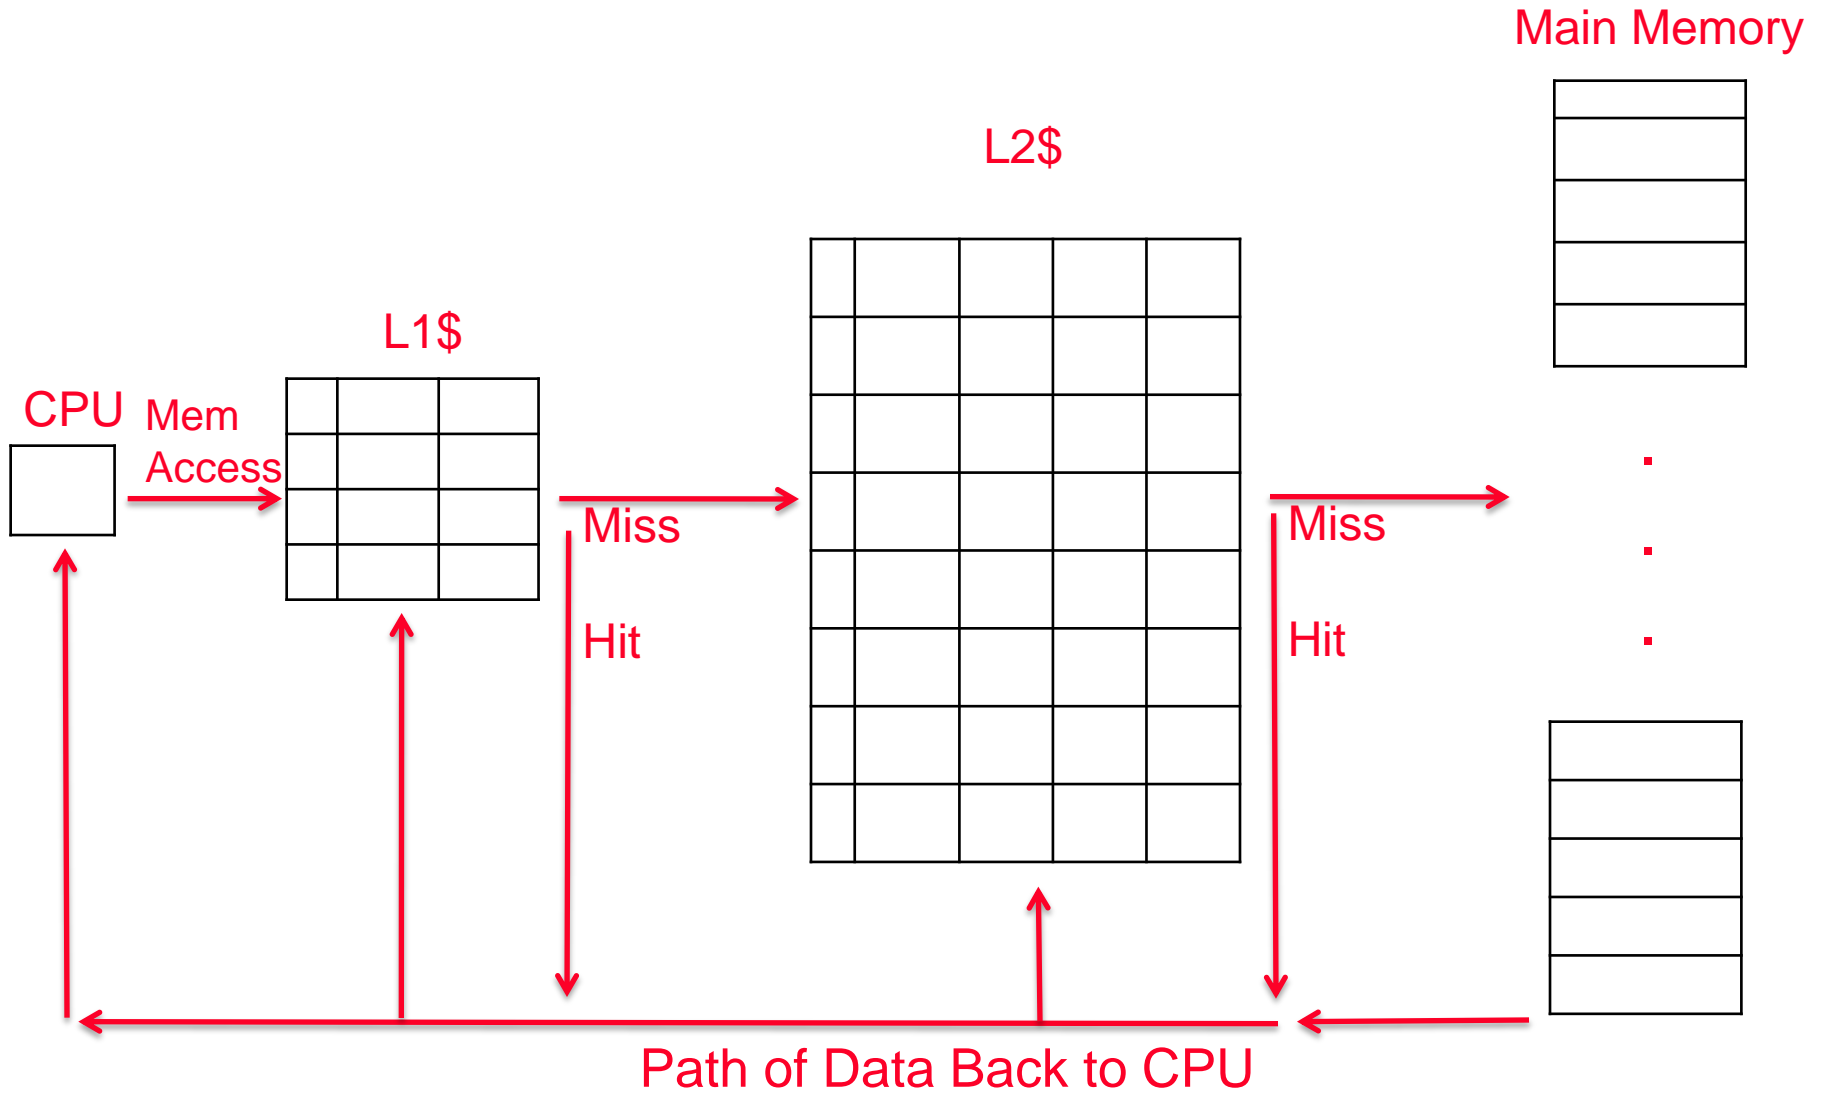 Main Memory
L2$
L1$
CPU
Mem
Access
Miss
Miss
Hit
Hit
Path of Data Back to CPU